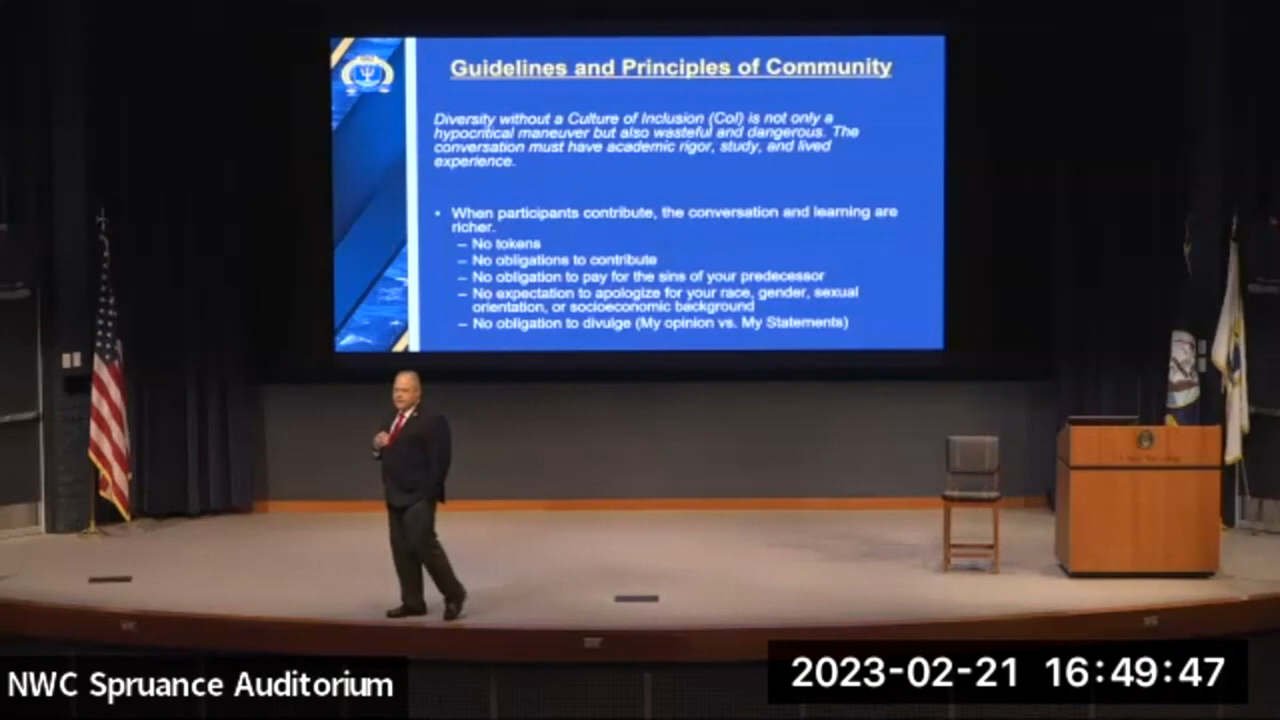 Guidelines and Principles of Community
Diversity without a Culture of Inclusion (CoI) is not only a
hypocritical maneuver but also wasteful and dangerous. The
conversation must have academic rigor, study, and lived
experience.
• When participants contribute, the conversation and learning are
richer.
– No tokens
– No obligations to contribute
– No obligation to pay for the sins of your predecessor
– No expectation to apologize for your race, gender, sexual
orientation, or socioeconomic background
– No obligation to divulge (My opinion vs. My Statements)
NWC Spruance Auditorium
2023-02-21 16:49:47